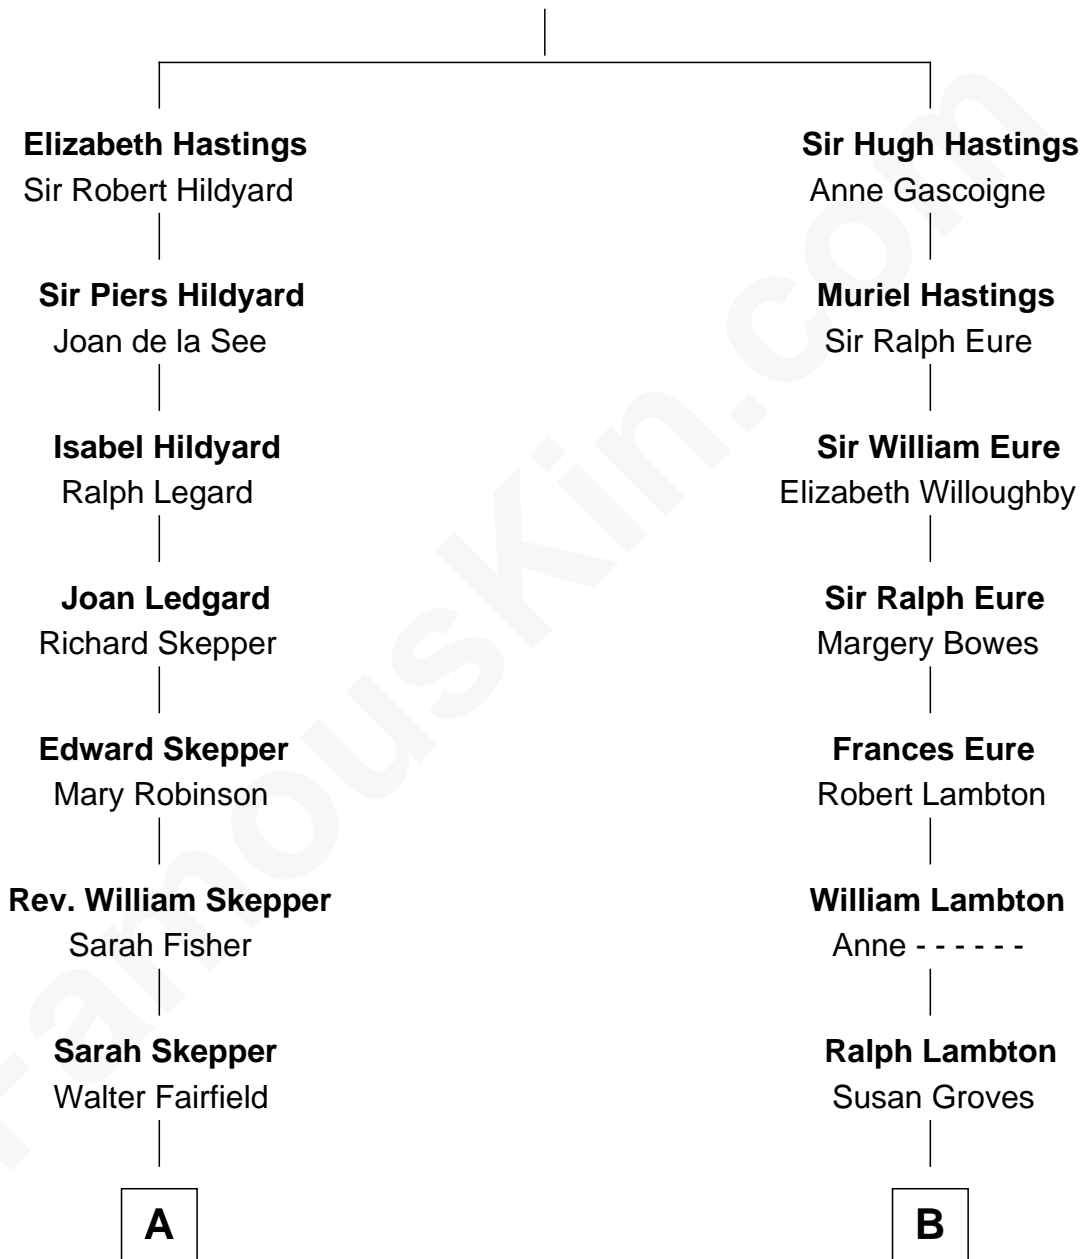 Elizabeth Hastings
Sir Robert Hildyard
Sir Piers Hildyard
Joan de la See
Isabel Hildyard
Ralph Legard
Joan Ledgard
Richard Skepper
Edward Skepper
Mary Robinson
Rev. William Skepper
Sarah Fisher
Sarah Skepper
Walter Fairfield
A
Sir Hugh Hastings
Anne Gascoigne
Muriel Hastings
Sir Ralph Eure
Sir William Eure
Elizabeth Willoughby
Sir Ralph Eure
Margery Bowes
Frances Eure
Robert Lambton
William Lambton
Anne - - - - - -
Ralph Lambton
Susan Groves
B
FamousKin.com